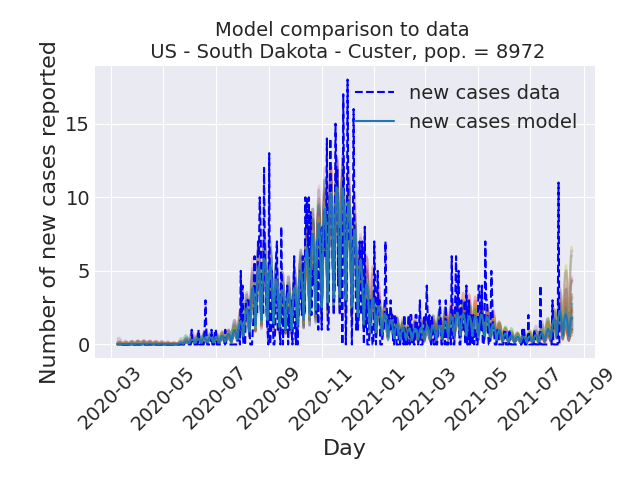 Model comparison to data
US - South Dakota - Custer, pop. = 8972
new cases data
new cases model
Number of new cases reported
15
10
5
0
2020-03
2020-05
2020-07
2020-09
2020-11
2021-01
2021-03
2021-05
2021-07
2021-09
Day